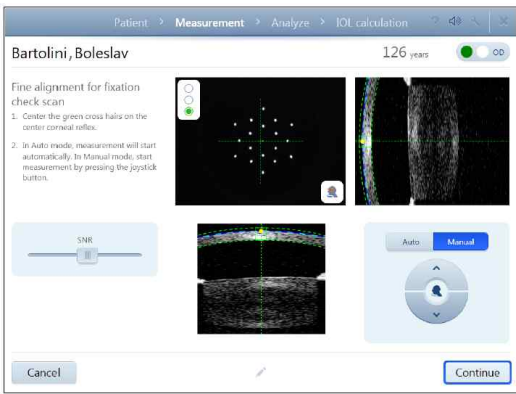 Patient > Measurement > Analyze > IOL calculation ?
Bartolini, Boleslav 126 years OD
Fine alignment for fixation
check scan
1. Center the green cross hairs on the
center corneal reflex.
2. In Auto mode, measurement will start
automatically. In Manual mode, start
measurement by pressing the joystick
button.
SNR
Auto Manual
Cancel Continue